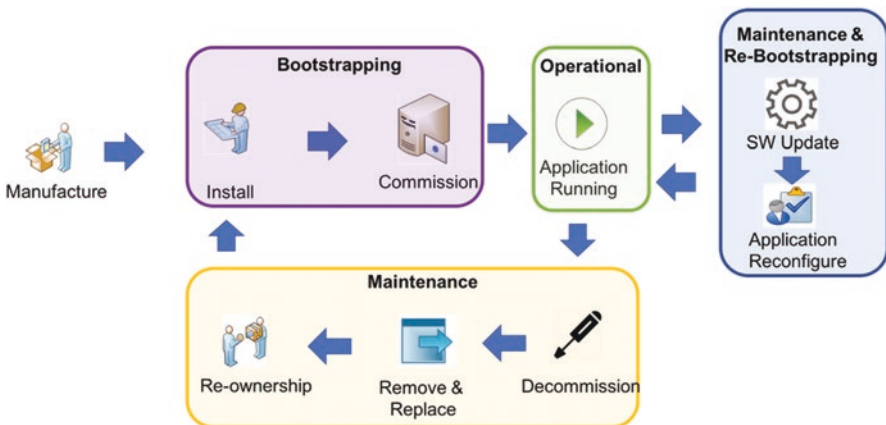 Bootstrapping
Operational
Maintenance &
Re-Bootstrapping
Manufacture
Install
Commission
Application
Running
SW Update
Application
Reconfigure
Maintenance
Re-ownership
Remove &
Replace
Decommission